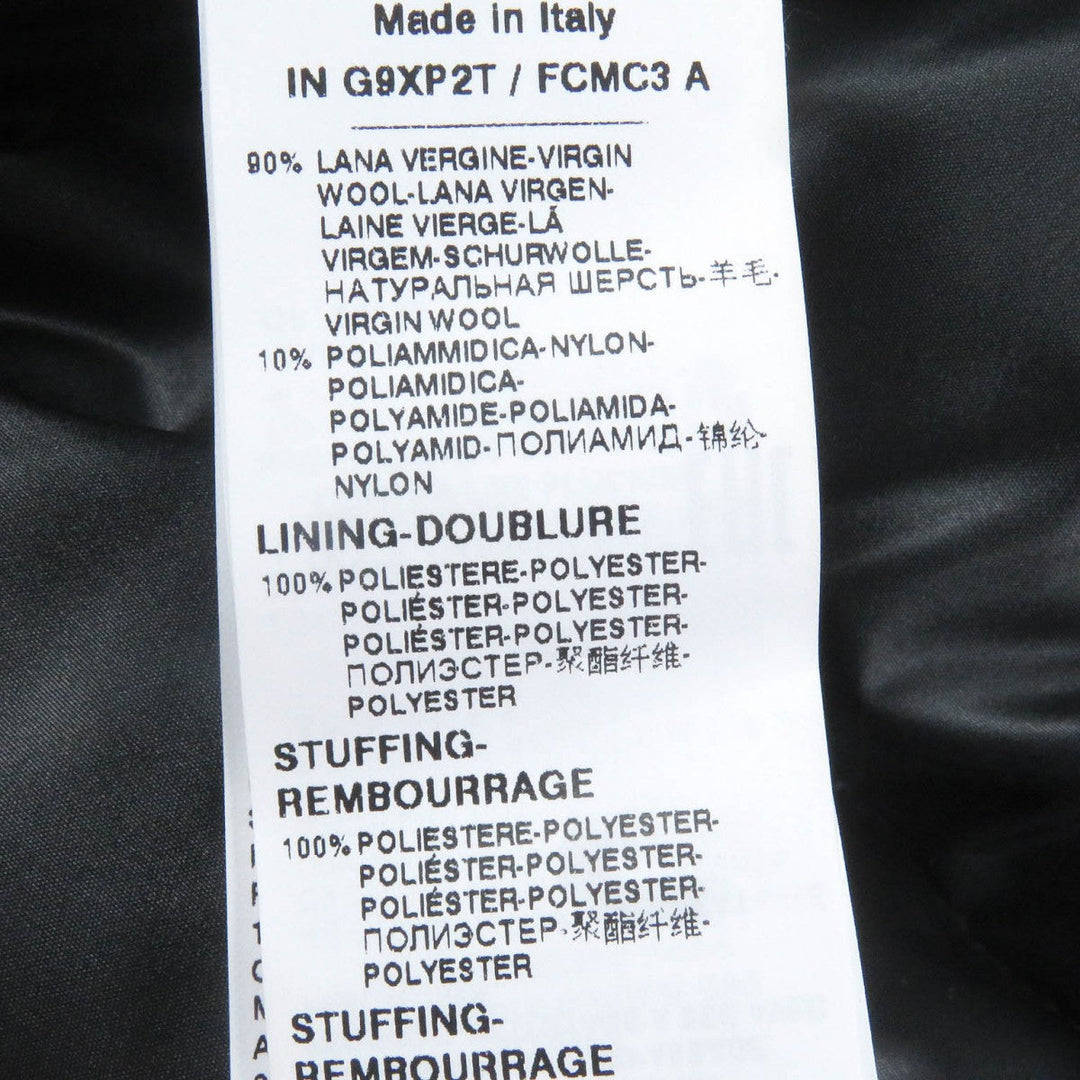 Made in Italy
IN G9XP2T / FCMC3 A
90% LANA VERGINE-VIRGIN
WOOL-LANA VIRGEN-
LAINE VIERGE-LÃ
VIRGEM-SCHURWOLLE-
НАТУРАЛЬНАЯ ШЕРСТЬ-羊毛-
VIRGIN WOOL
10% POLIAMMIDICA-NYLON-
POLIAMIDICA-
POLYAMIDE-POLIAMIDA-
POLYAMID-ПОЛИАМИД-锦纶-
NYLON
LINING-DOUBLURE
100% POLIESTERE-POLYESTER-
POLIÉSTER-POLYESTER-
POLIÉSTER-POLYESTER-
ПОЛИЭСТЕР-聚酯纤维-
POLYESTER
STUFFING-
REMBOURRAGE
100% POLIESTERE-POLYESTER-
POLIÉSTER-POLYESTER-
POLIÉSTER-POLYESTER-
ПОЛИЭСТЕР-聚酯纤维-
POLYESTER
STUFFING-
REMBOURRAGE